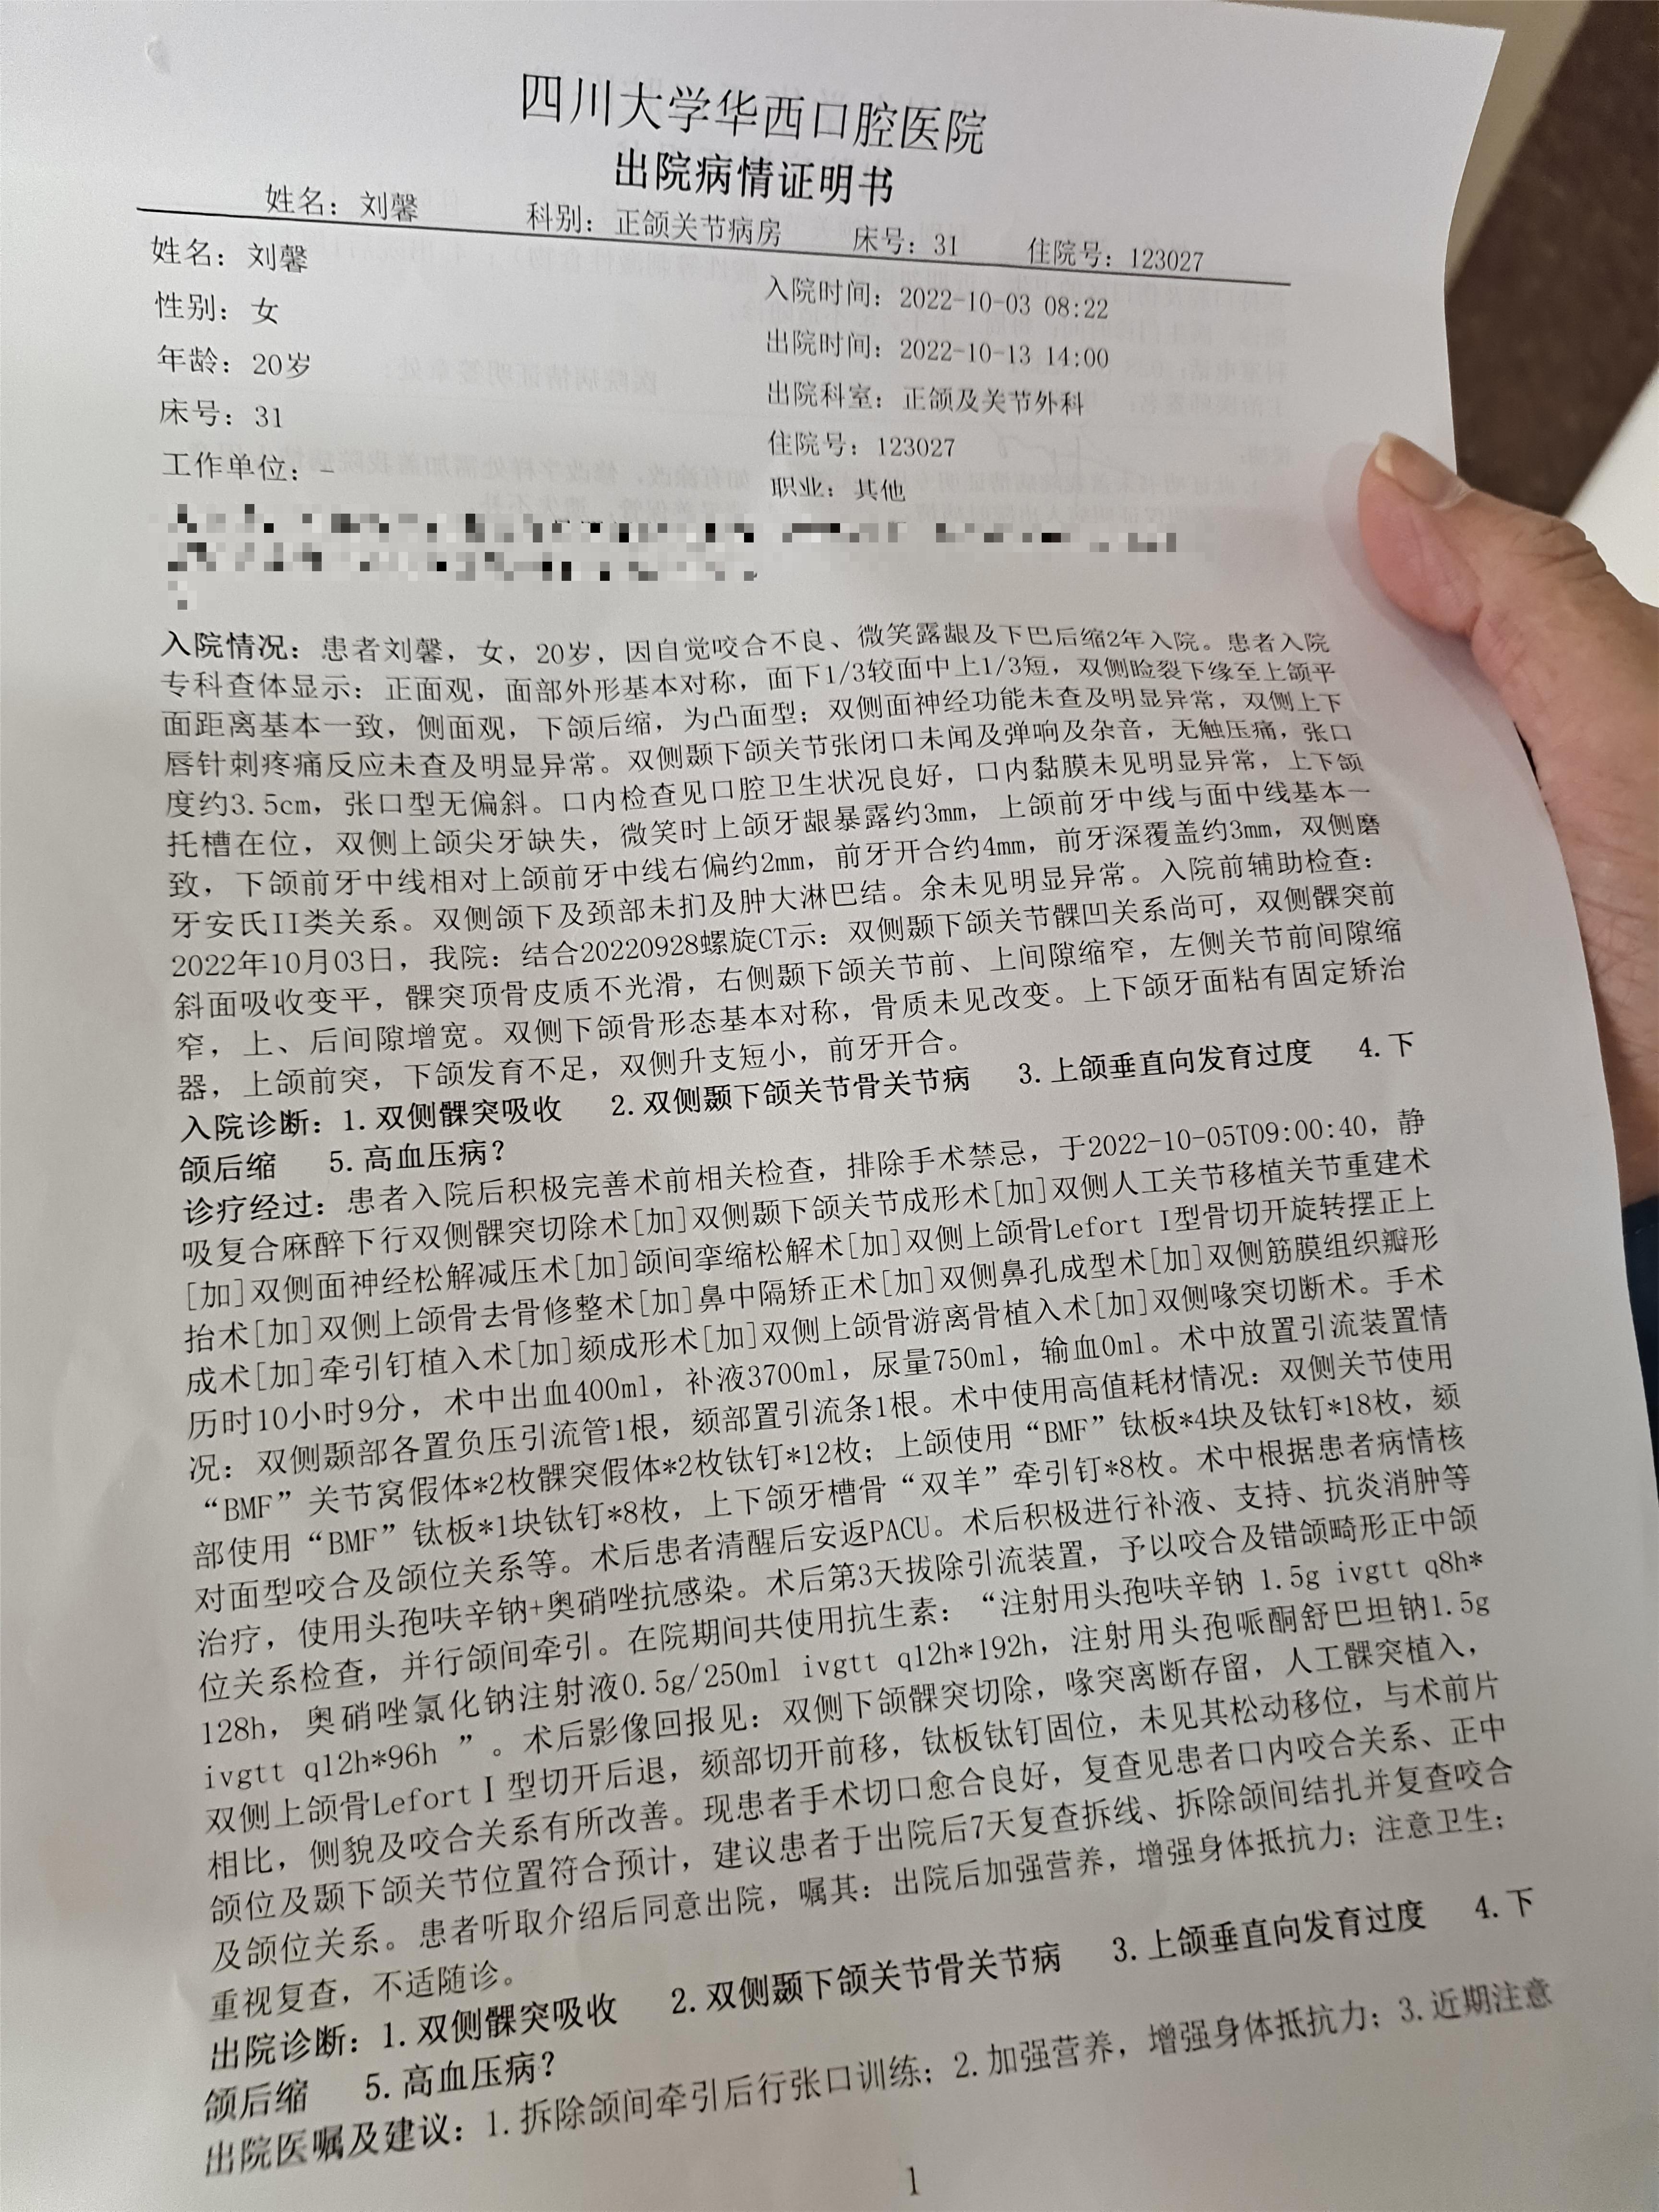 四川大学华西口腔医院
出院病情证明书
姓名：刘馨 科别：正颌关节病房 床号：31 住院号：123027
姓名：刘馨
入院时间：2022-10-03 08:22
性别：女
出院时间：2022-10-13 14:00
年龄：20岁
出院科室：正颌及关节外科
床号：31
住院号：123027
工作单位：-
职业：其他
入院情况：患者刘馨，女，20岁，因自觉咬合不良、微笑露龈及下巴后缩2年入院。患者入院
专科查体显示：正面观，面部外形基本对称，面下1/3较面中上1/3短，双侧睑裂下缘至上颌平
面距离基本一致，侧面观，下颌后缩，为凸面型；双侧面神经功能未查及明显异常，双侧上下
唇针刺疼痛反应未查及明显异常。双侧颞下颌关节张闭口未闻及弹响及杂音，无触压痛，张口
度约3.5cm，张口型无偏斜。口内检查见口腔卫生状况良好，口内黏膜未见明显异常，上下颌
托槽在位，双侧上颌尖牙缺失，微笑时上颌牙龈暴露约3mm，上颌前牙中线与面中线基本一
致，下颌前牙中线相对上颌前牙中线右偏约2mm，前牙开合约4mm，前牙深覆盖约3mm，双侧磨
牙安氏II类关系。双侧颌下及颈部未扪及肿大淋巴结。余未见明显异常。入院前辅助检查：
2022年10月03日，我院：结合20220928螺旋CT示：双侧颞下颌关节髁凹关系尚可，双侧髁突前
斜面吸收变平，髁突顶骨皮质不光滑，右侧颞下颌关节前、上间隙缩窄，左侧关节前间隙缩
窄，上、后间隙增宽。双侧下颌骨形态基本对称，骨质未见改变。上下颌牙面粘有固定矫治
器，上颌前突，下颌发育不足，双侧升支短小，前牙开合。
入院诊断：1.双侧髁突吸收 2.双侧颞下颌关节骨关节病 3.上颌垂直向发育过度 4.下
颌后缩 5.高血压病？
诊疗经过：患者入院后积极完善术前相关检查，排除手术禁忌，于2022-10-05T09:00:40，静
吸复合麻醉下行双侧髁突切除术[加]双侧颞下颌关节成形术[加]双侧人工关节移植关节重建术
[加]双侧面神经松解减压术[加]颌间挛缩松解术[加]双侧上颌骨Lefort I型骨切开旋转摆正上
抬术[加]双侧上颌骨去骨修整术[加]鼻中隔矫正术[加]双侧鼻孔成型术[加]双侧筋膜组织瓣形
成术[加]牵引钉植入术[加]颏成形术[加]双侧上颌骨游离骨植入术[加]双侧喙突切断术。手术
历时10小时9分，术中出血400ml，补液3700ml，尿量750ml，输血0ml。术中放置引流装置情
况：双侧颞部各置负压引流管1根，颏部置引流条1根。术中使用高值耗材情况：双侧关节使用
“BMF”关节窝假体*2枚髁突假体*2枚钛钉*12枚；上颌使用“BMF”钛板*4块及钛钉*18枚，颏
部使用“BMF”钛板*1块钛钉*8枚，上下颌牙槽骨“双羊”牵引钉*8枚。术中根据患者病情核
对面型咬合及颌位关系等。术后患者清醒后安返PACU。术后积极进行补液、支持、抗炎消肿等
治疗，使用头孢呋辛钠+奥硝唑抗感染。术后第3天拔除引流装置，予以咬合及错颌畸形正中颌
位关系检查，并行颌间牵引。在院期间共使用抗生素：“注射用头孢呋辛钠 1.5g ivgtt q8h*
128h，奥硝唑氯化钠注射液0.5g/250ml ivgtt q12h*192h，注射用头孢哌酮舒巴坦钠1.5g
ivgtt q12h*96h ”。术后影像回报见：双侧下颌髁突切除，喙突离断存留，人工髁突植入，
双侧上颌骨Lefort I 型切开后退，颏部切开前移，钛板钛钉固位，未见其松动移位，与术前片
相比，侧貌及咬合关系有所改善。现患者手术切口愈合良好，复查见患者口内咬合关系、正中
颌位及颞下颌关节位置符合预计，建议患者于出院后7天复查拆线、拆除颌间结扎并复查咬合
及颌位关系。患者听取介绍后同意出院，嘱其：出院后加强营养，增强身体抵抗力；注意卫生；
重视复查，不适随诊。
出院诊断：1.双侧髁突吸收 2.双侧颞下颌关节骨关节病 3.上颌垂直向发育过度 4.下
颌后缩 5.高血压病？
出院医嘱及建议：1.拆除颌间牵引后行张口训练；2.加强营养，增强身体抵抗力；3.近期注意
1